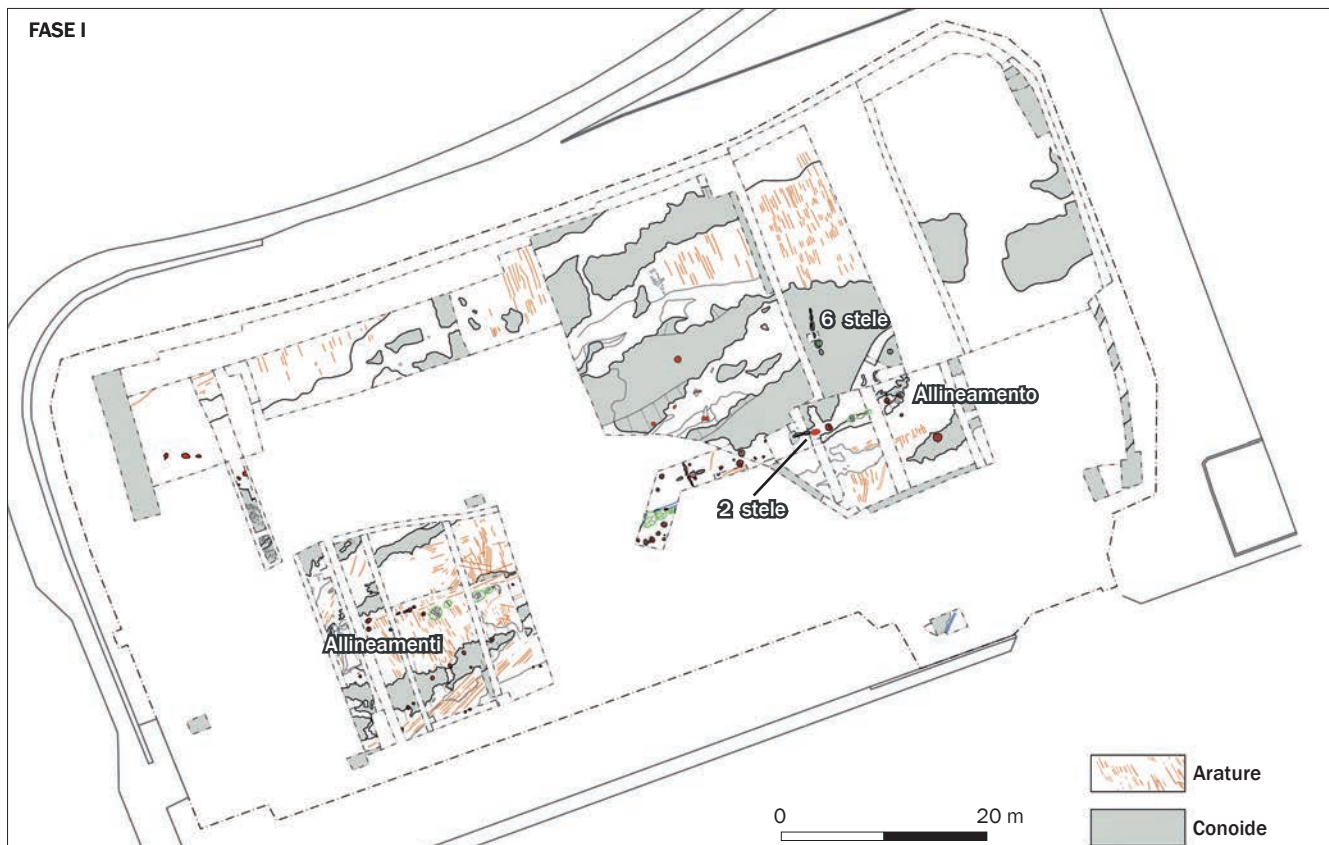 FASE I
6 stele
Allineamento
2 stele
Allineamenti
0 20 m
Arature
Conoide